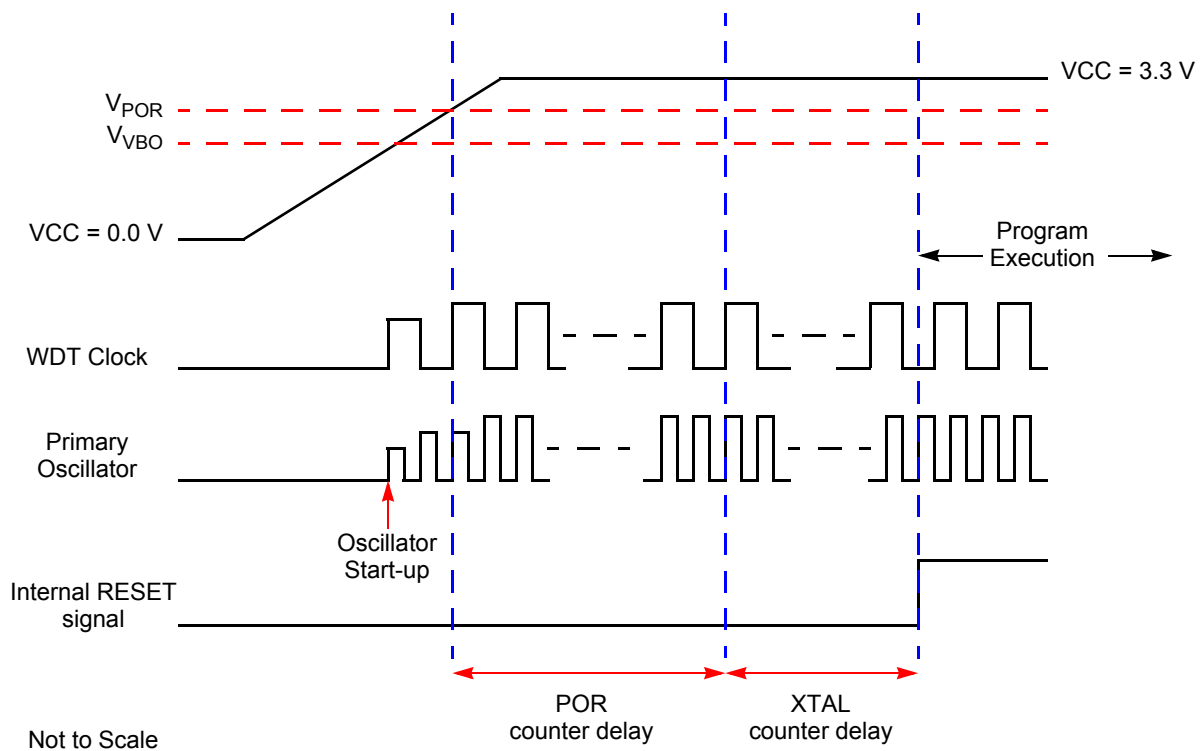 VCC = 3.3 V
VPOR
VVBO
VCC = 0.0 V
Program
Execution
WDT Clock
Primary
Oscillator
Oscillator
Start-up
Internal RESET
signal
POR
counter delay
XTAL
counter delay
Not to Scale